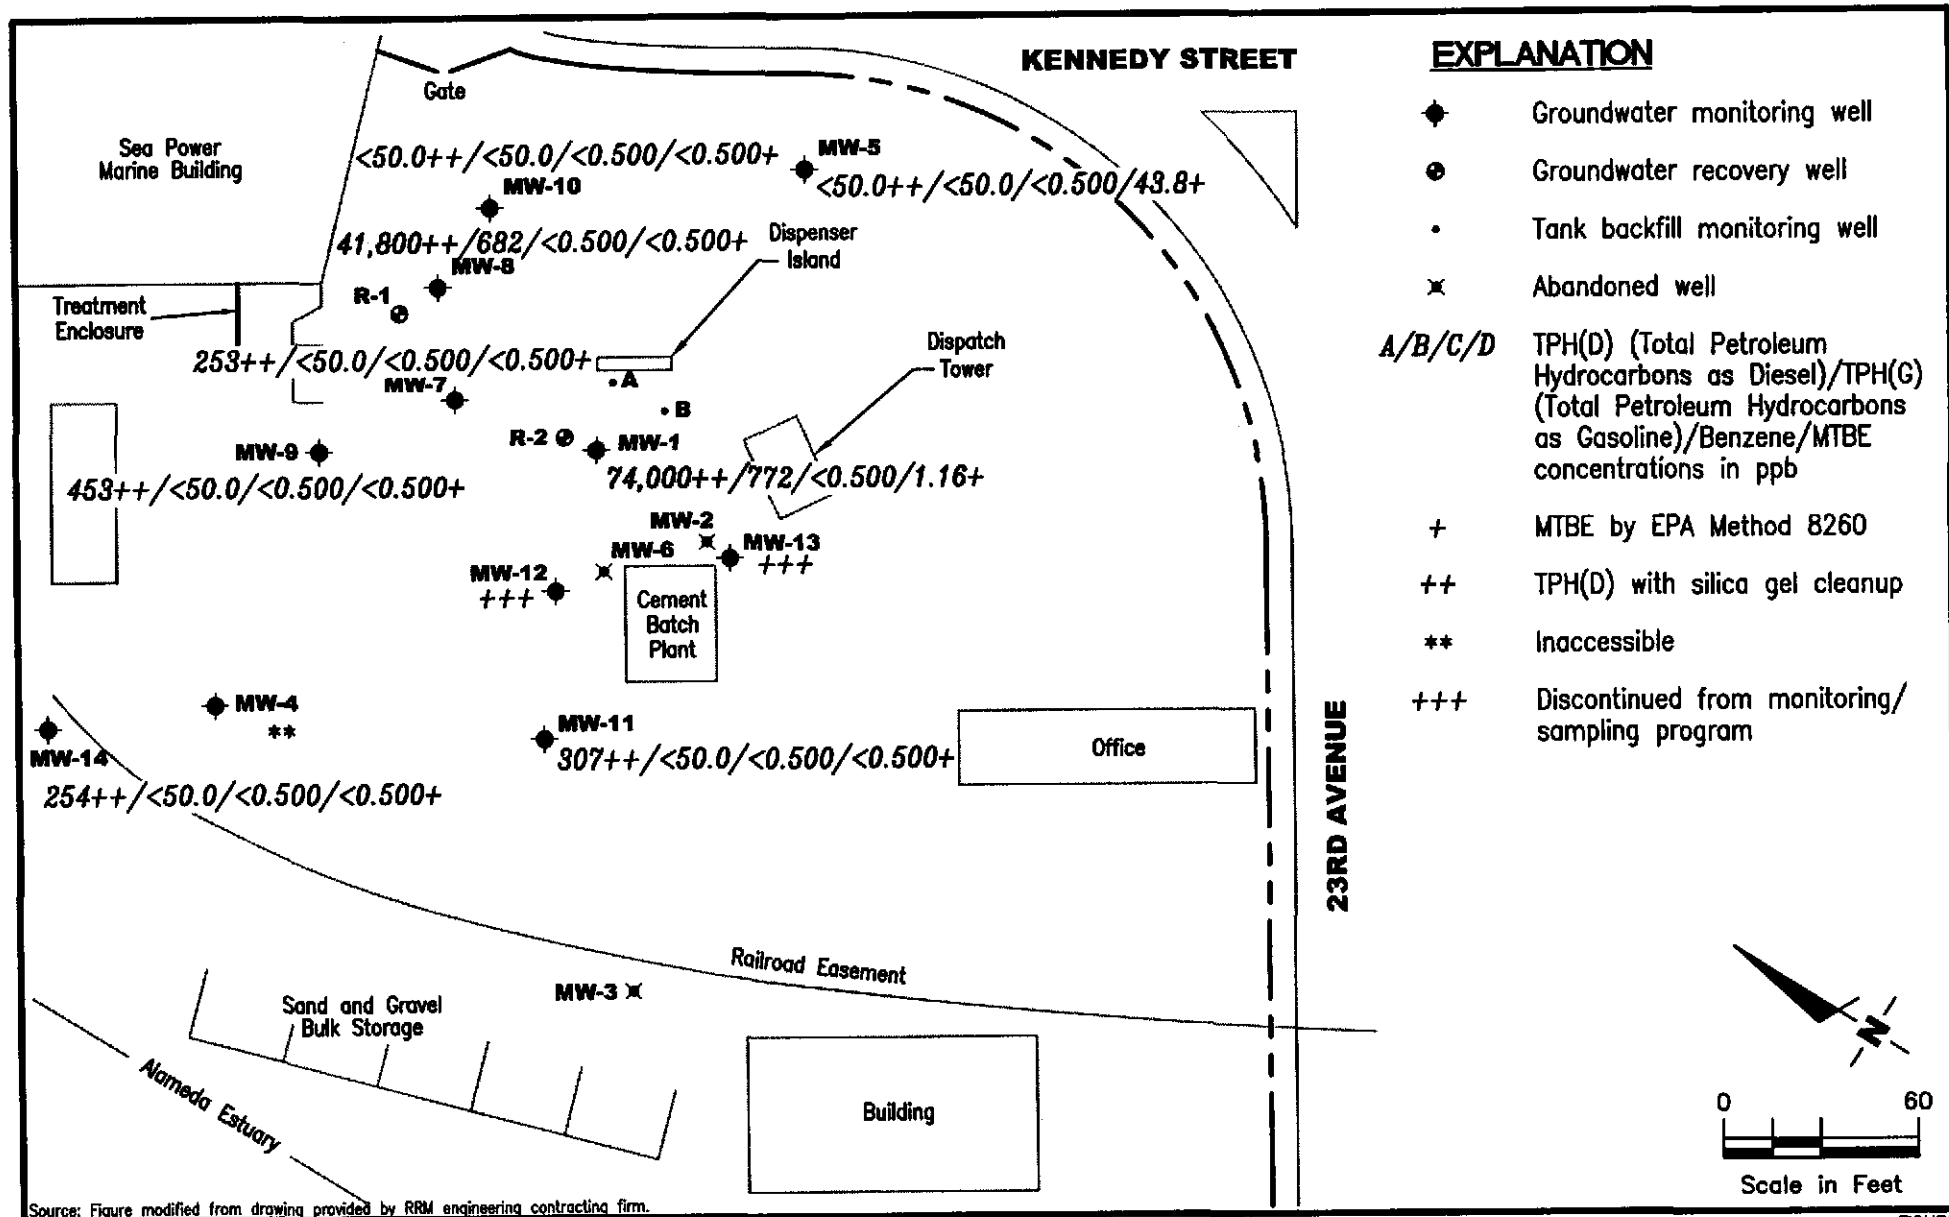 KENNEDY STREET
Gate
Sea Power
Marine Building
<50.0++/<50.0/<0.500/<0.500+
MW-10
MW-5
<50.0++/<50.0/<0.500/43.8+
41,800++/682/<0.500/<0.500+
MW-8
Dispenser
Island
R-1
Treatment
Enclosure
253++/<50.0/<0.500/<0.500+
MW-7
A
B
Dispatch
Tower
R-2
MW-1
74,000++/772/<0.500/1.16+
MW-9
453++/<50.0/<0.500/<0.500+
MW-2
MW-13
+++
MW-6
MW-12
+++
Cement
Batch
Plant
MW-4
**
MW-14
254++/<50.0/<0.500/<0.500+
MW-11
307++/<50.0/<0.500/<0.500+
Office
23RD AVENUE
Railroad Easement
MW-3
Sand and Gravel
Bulk Storage
Alameda Estuary
Building
Source: Figure modified from drawing provided by RRM engineering contracting firm.
EXPLANATION
Groundwater monitoring well
Groundwater recovery well
Tank backfill monitoring well
Abandoned well
A/B/C/D TPH(D) (Total Petroleum
Hydrocarbons as Diesel)/TPH(G)
(Total Petroleum Hydrocarbons
as Gasoline)/Benzene/MTBE
concentrations in ppb
+ MTBE by EPA Method 8260
++ TPH(D) with silica gel cleanup
** Inaccessible
+++ Discontinued from monitoring/
sampling program
N
0 60
Scale in Feet